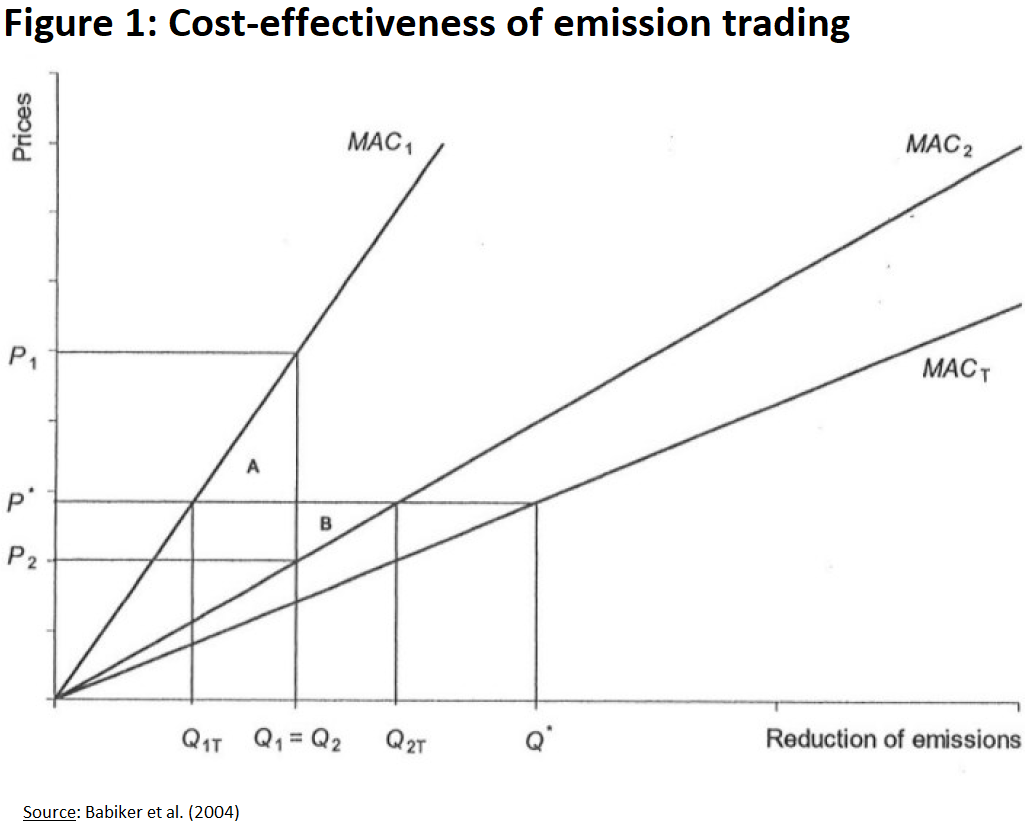 Figure 1: Cost-effectiveness of emission trading
Prices
MAC₁
MAC₂
P₁
MAC_T
A
P*
B
P₂
Q₁T Q₁ = Q₂ Q₂T Q* Reduction of emissions
Source: Babiker et al. (2004)